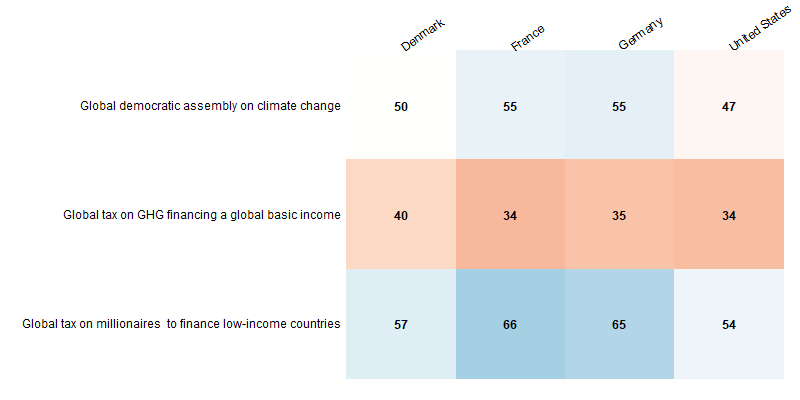 Denmark France Germany United States
Global democratic assembly on climate change 50 55 55 47
Global tax on GHG financing a global basic income 40 34 35 34
Global tax on millionaires  to finance low-income countries 57 66 65 54